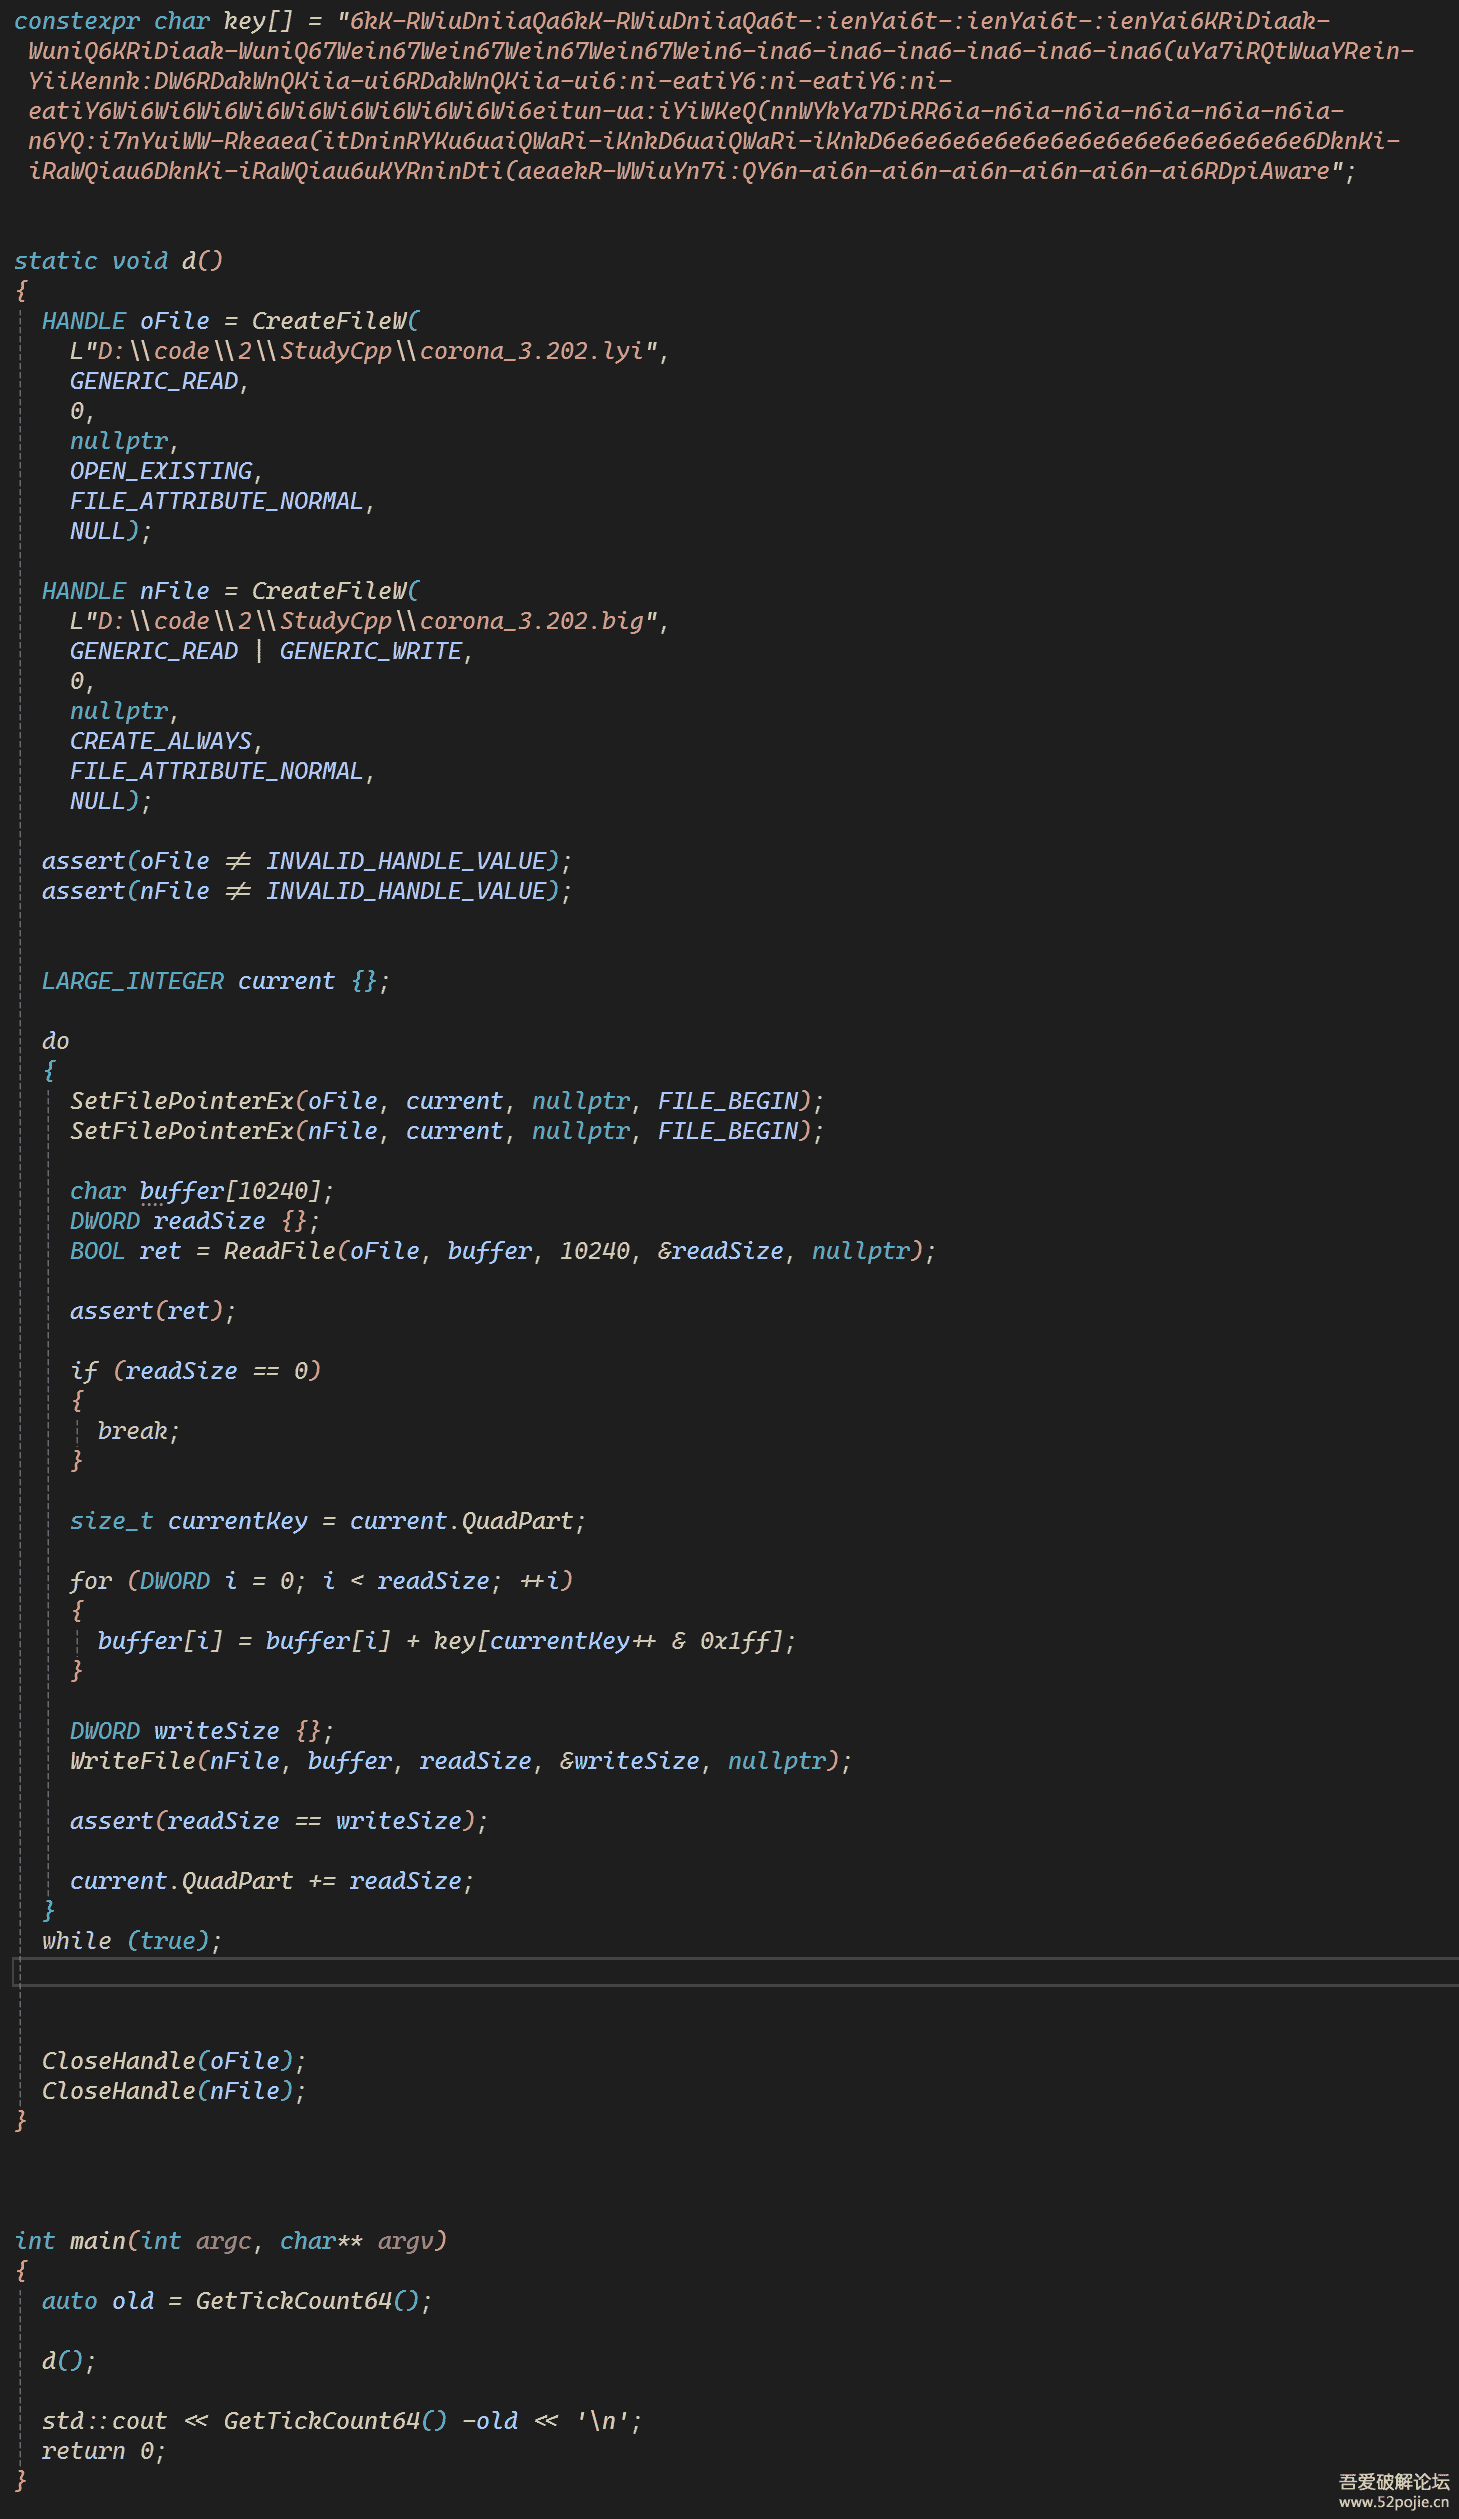 constexpr char key[] = "6kK-RWiuDniiaQa6kK-RWiuDniiaQa6t-:ienYai6t-:ienYai6t-:ienYai6KRiDiaak-
WuniQ6KRiDiaak-WuniQ67Wein67Wein67Wein67Wein67Wein6-ina6-ina6-ina6-ina6-ina6-ina6(uYa7iRQtWuaYRein-
YiiKennk:DW6RDakWnQKiia-ui6RDakWnQKiia-ui6:ni-eatiY6:ni-eatiY6:ni-
eatiY6Wi6Wi6Wi6Wi6Wi6Wi6Wi6Wi6Wi6Wi6eitun-ua:iYiWKeQ(nnWYkYa7DiRR6ia-n6ia-n6ia-n6ia-n6ia-n6ia-
n6YQ:i7nYuiWW-Rkeaea(itDninRYKu6uaiQWaRi-iKnkD6uaiQWaRi-iKnkD6e6e6e6e6e6e6e6e6e6e6e6e6e6e6e6DknKi-
iRaWQiau6DknKi-iRaWQiau6uKYRninDti(aeaekR-WWiuYn7i:QY6n-ai6n-ai6n-ai6n-ai6n-ai6n-ai6RDpiAware";
static void d()
{
HANDLE oFile = CreateFileW(
L"D:\\code\\2\\StudyCpp\\corona_3.202.lyi",
GENERIC_READ,
0,
nullptr,
OPEN_EXISTING,
FILE_ATTRIBUTE_NORMAL,
NULL);
HANDLE nFile = CreateFileW(
L"D:\\code\\2\\StudyCpp\\corona_3.202.big",
GENERIC_READ | GENERIC_WRITE,
0,
nullptr,
CREATE_ALWAYS,
FILE_ATTRIBUTE_NORMAL,
NULL);
assert(oFile != INVALID_HANDLE_VALUE);
assert(nFile != INVALID_HANDLE_VALUE);
LARGE_INTEGER current {};
do
{
SetFilePointerEx(oFile, current, nullptr, FILE_BEGIN);
SetFilePointerEx(nFile, current, nullptr, FILE_BEGIN);
char buffer[10240];
DWORD readSize {};
BOOL ret = ReadFile(oFile, buffer, 10240, &readSize, nullptr);
assert(ret);
if (readSize == 0)
{
break;
}
size_t currentKey = current.QuadPart;
for (DWORD i = 0; i < readSize; ++i)
{
buffer[i] = buffer[i] + key[currentKey++ & 0x1ff];
}
DWORD writeSize {};
WriteFile(nFile, buffer, readSize, &writeSize, nullptr);
assert(readSize == writeSize);
current.QuadPart += readSize;
}
while (true);
CloseHandle(oFile);
CloseHandle(nFile);
}
int main(int argc, char** argv)
{
auto old = GetTickCount64();
d();
std::cout << GetTickCount64() -old << '\n';
return 0;
}
吾爱破解论坛
www.52pojie.cn